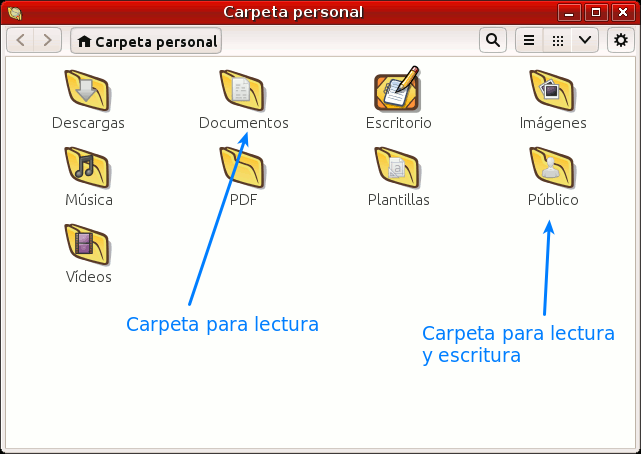 Carpeta personal
Carpeta personal
Descargas Documentos Escritorio Imágenes
Música PDF Plantillas Público
Vídeos
Carpeta para lectura
Carpeta para lectura
y escritura